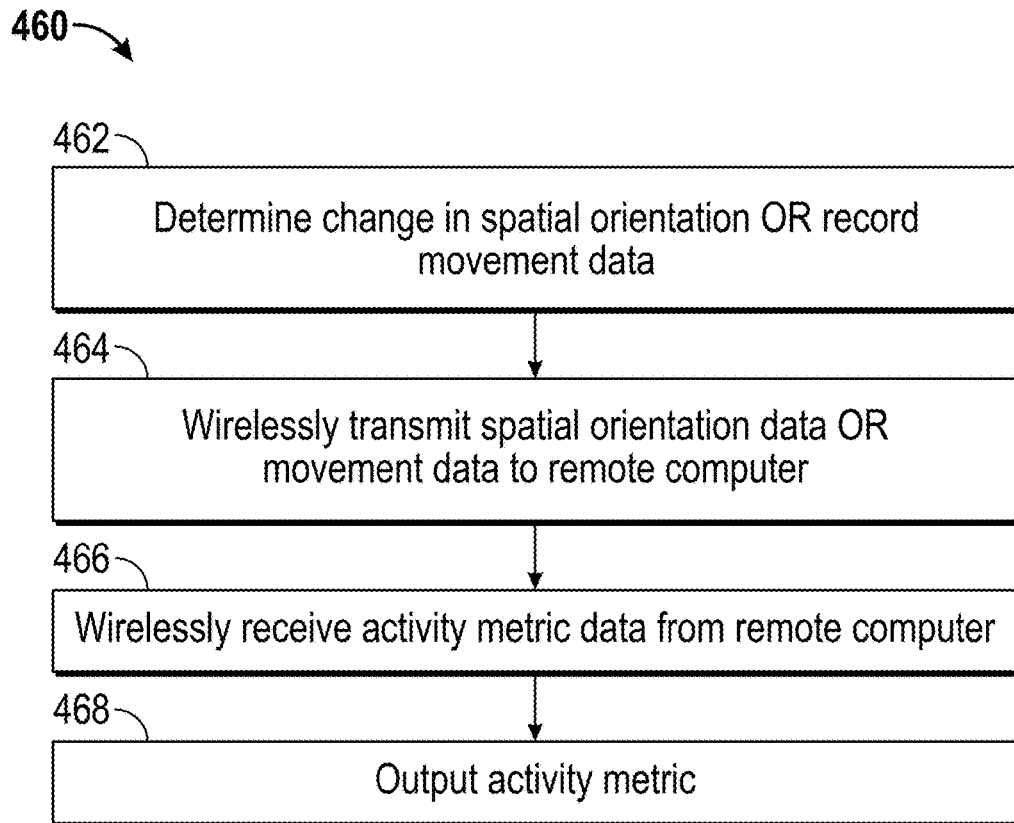 460
462
Determine change in spatial orientation OR record
movement data
464
Wirelessly transmit spatial orientation data OR
movement data to remote computer
466
Wirelessly receive activity metric data from remote computer
468
Output activity metric